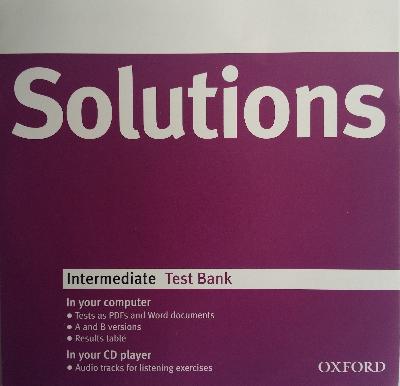 Solutions
Intermediate Test Bank
In your computer
• Tests as PDFs and Word documents
• A and B versions
• Results table
In your CD player
• Audio tracks for listening exercises
OXFORD